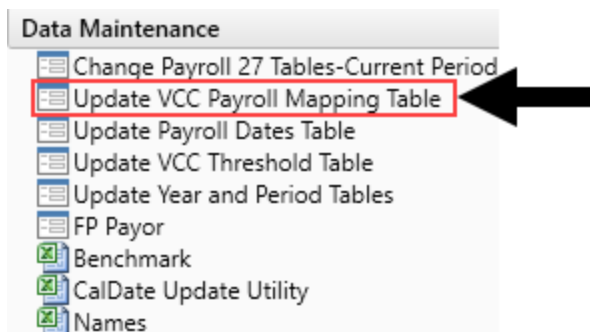 Data Maintenance
Change Payroll 27 Tables-Current Period
Update VCC Payroll Mapping Table
Update Payroll Dates Table
Update VCC Threshold Table
Update Year and Period Tables
FP Payor
Benchmark
CalDate Update Utility
Names